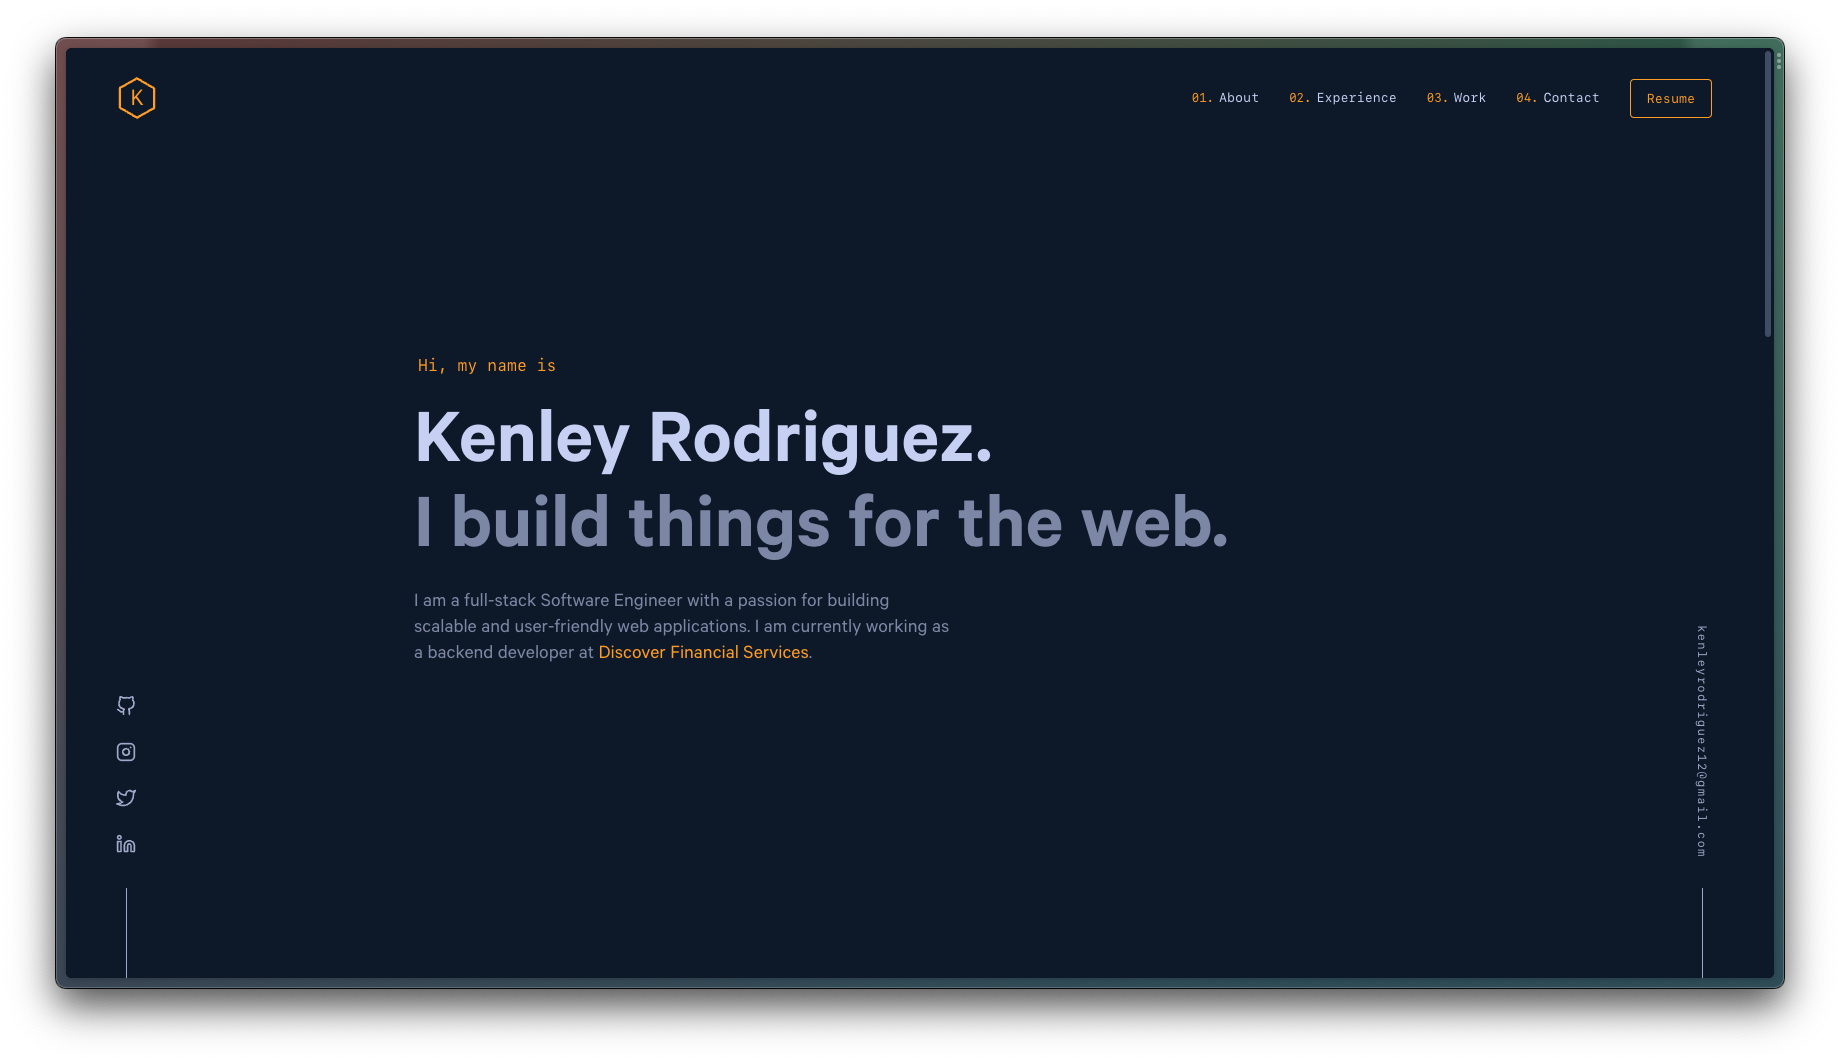 K
01. About 02. Experience 03. Work 04. Contact Resume
Hi, my name is
Kenley Rodriguez.
I build things for the web.
I am a full-stack Software Engineer with a passion for building
scalable and user-friendly web applications. I am currently working as
a backend developer at Discover Financial Services.
kenleyrodriguez12@gmail.com